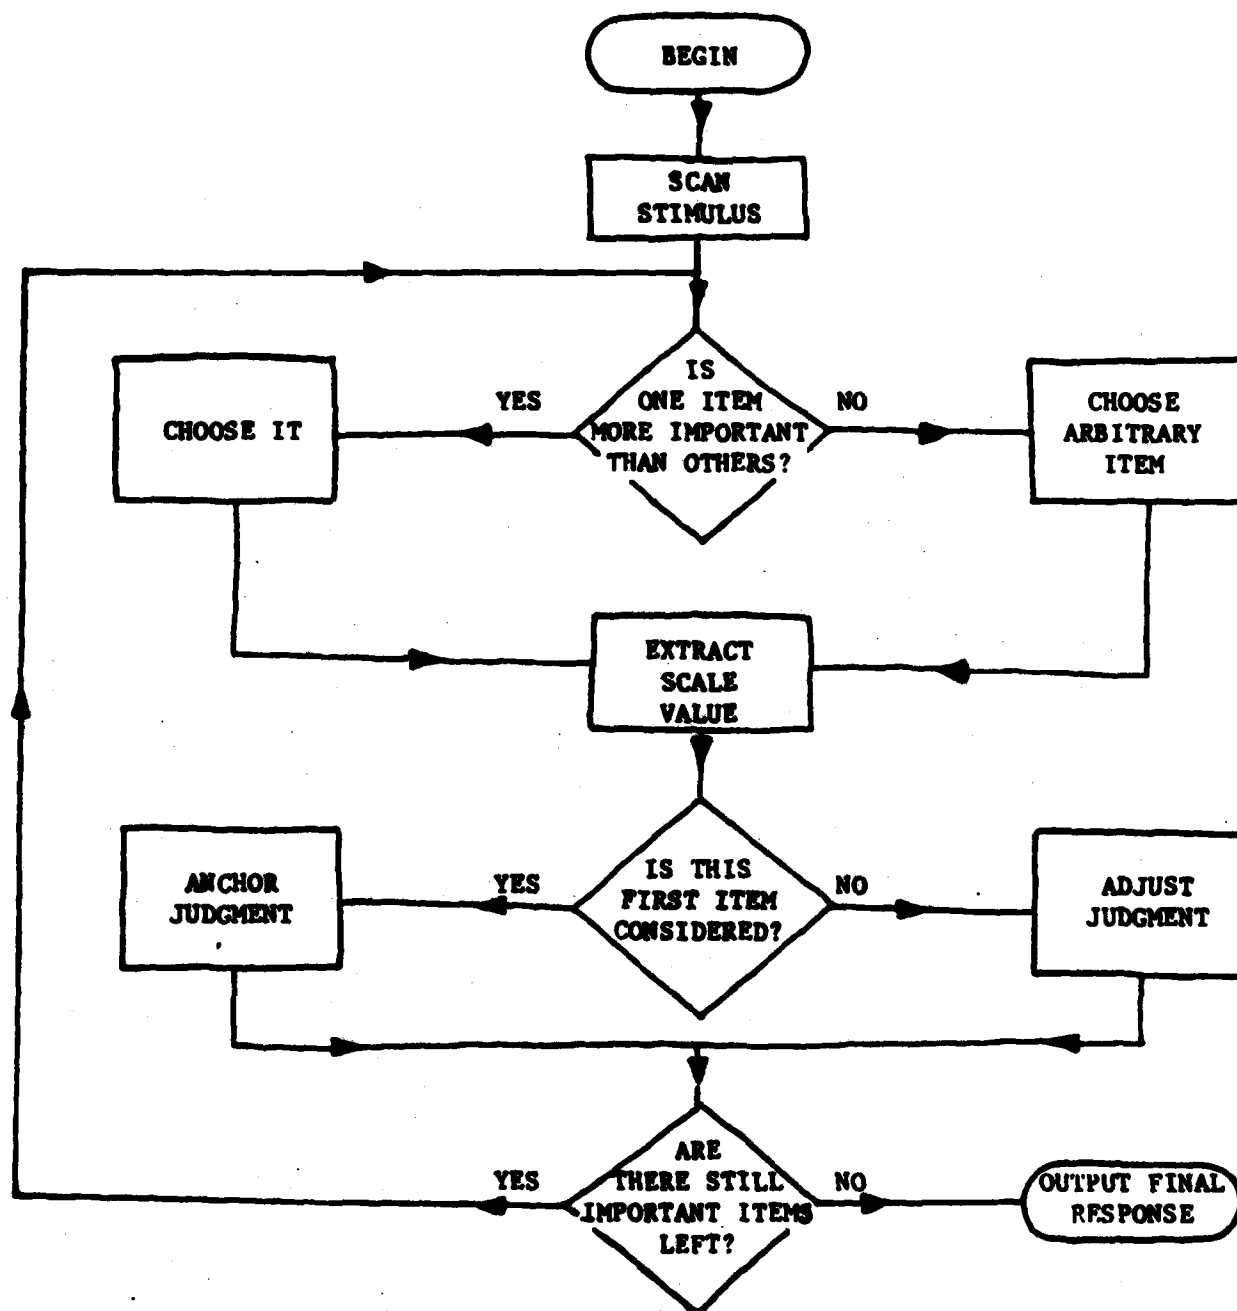 BEGIN
SCAN
STIMULUS
IS
ONE ITEM
MORE IMPORTANT
THAN OTHERS?
YES
NO
CHOOSE IT
CHOOSE
ARBITRARY
ITEM
EXTRACT
SCALE
VALUE
IS THIS
FIRST ITEM
CONSIDERED?
YES
NO
ANCHOR
JUDGMENT
ADJUST
JUDGMENT
ARE
THERE STILL
IMPORTANT ITEMS
LEFT?
YES
NO
OUTPUT FINAL
RESPONSE